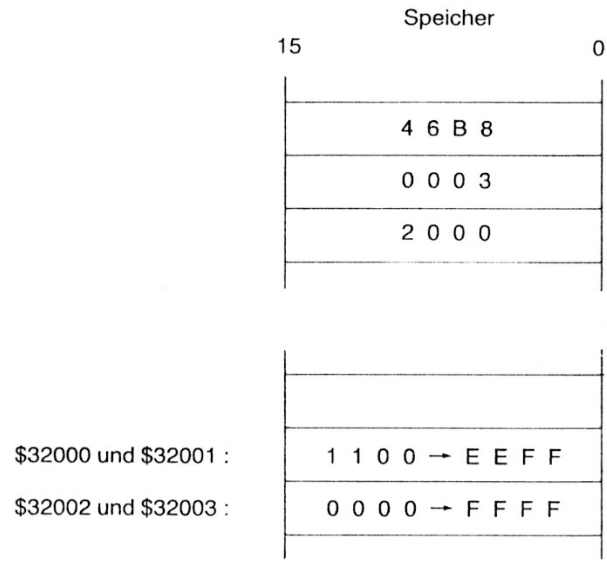 Speicher
15 0
4 6 B 8
0 0 0 3
2 0 0 0
$32000 und $32001 : 1 1 0 0 → E E F F
$32002 und $32003 : 0 0 0 0 → F F F F